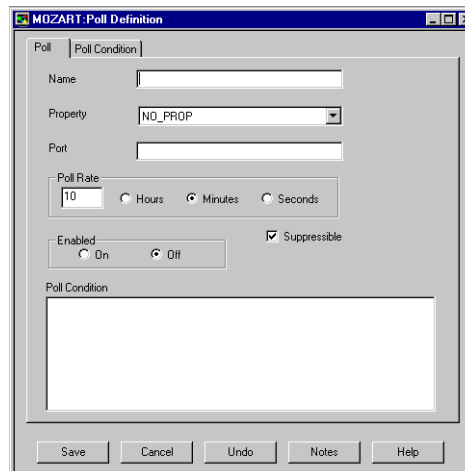 MOZART:Poll Definition
Poll Poll Condition
Name
Property NO_PROP
Port
Poll Rate
10 Hours Minutes Seconds
Suppressible
Enabled
On Off
Poll Condition
Save Cancel Undo Notes Help